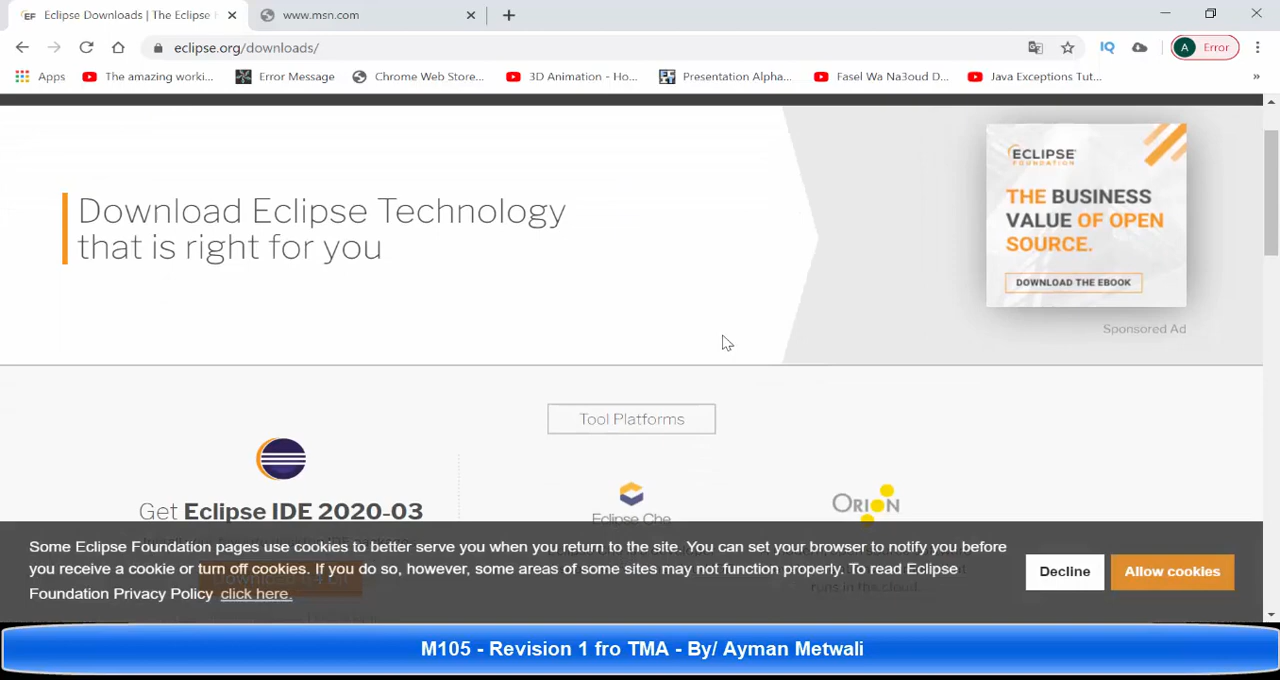 Eclipse Downloads | The Eclipse F
www.msn.com
eclipse.org/downloads/
A Error
Apps
The amazing worki...
Error Message
Chrome Web Store...
3D Animation - Ho...
Presentation Alpha...
Fasel Wa Na3oud D...
Java Exceptions Tut...
Download Eclipse Technology
that is right for you
ECLIPSE
FOUNDATION
THE BUSINESS
VALUE OF OPEN
SOURCE.
DOWNLOAD THE EBOOK
Sponsored Ad
Tool Platforms
Get Eclipse IDE 2020-03
Eclipse Che
ORION
Some Eclipse Foundation pages use cookies to better serve you when you return to the site. You can set your browser to notify you before
you receive a cookie or turn off cookies. If you do so, however, some areas of some sites may not function properly. To read Eclipse
Foundation Privacy Policy click here.
Decline
Allow cookies
runs in the cloud.
M105 - Revision 1 fro TMA - By/ Ayman Metwali